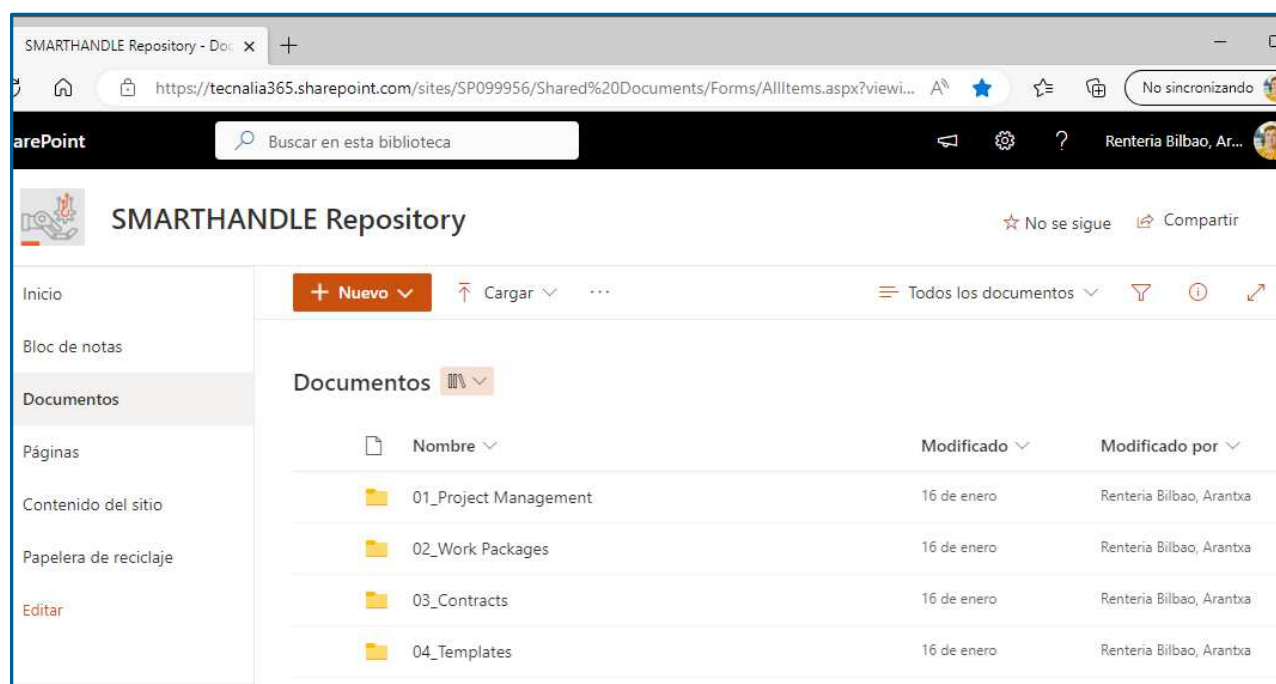 SMARTHANDLE Repository - Doc
https://tecnalia365.sharepoint.com/sites/SP099956/Shared%20Documents/Forms/AllItems.aspx?viewi...
No sincronizando
arePoint
Buscar en esta biblioteca
?
Renteria Bilbao, Ar...
SMARTHANDLE Repository
No se sigue
Compartir
Inicio
+ Nuevo
Cargar
...
Todos los documentos
Bloc de notas
Documentos
Documentos
Páginas
Nombre
Modificado
Modificado por
Contenido del sitio
01_Project Management
16 de enero
Renteria Bilbao, Arantxa
Papelera de reciclaje
02_Work Packages
16 de enero
Renteria Bilbao, Arantxa
Editar
03_Contracts
16 de enero
Renteria Bilbao, Arantxa
04_Templates
16 de enero
Renteria Bilbao, Arantxa